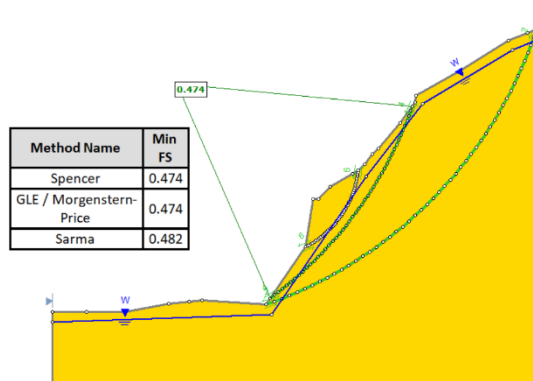 W
0.474
Method Name Min FS
Spencer 0.474
GLE / Morgenstern-Price 0.474
Sarma 0.482
W